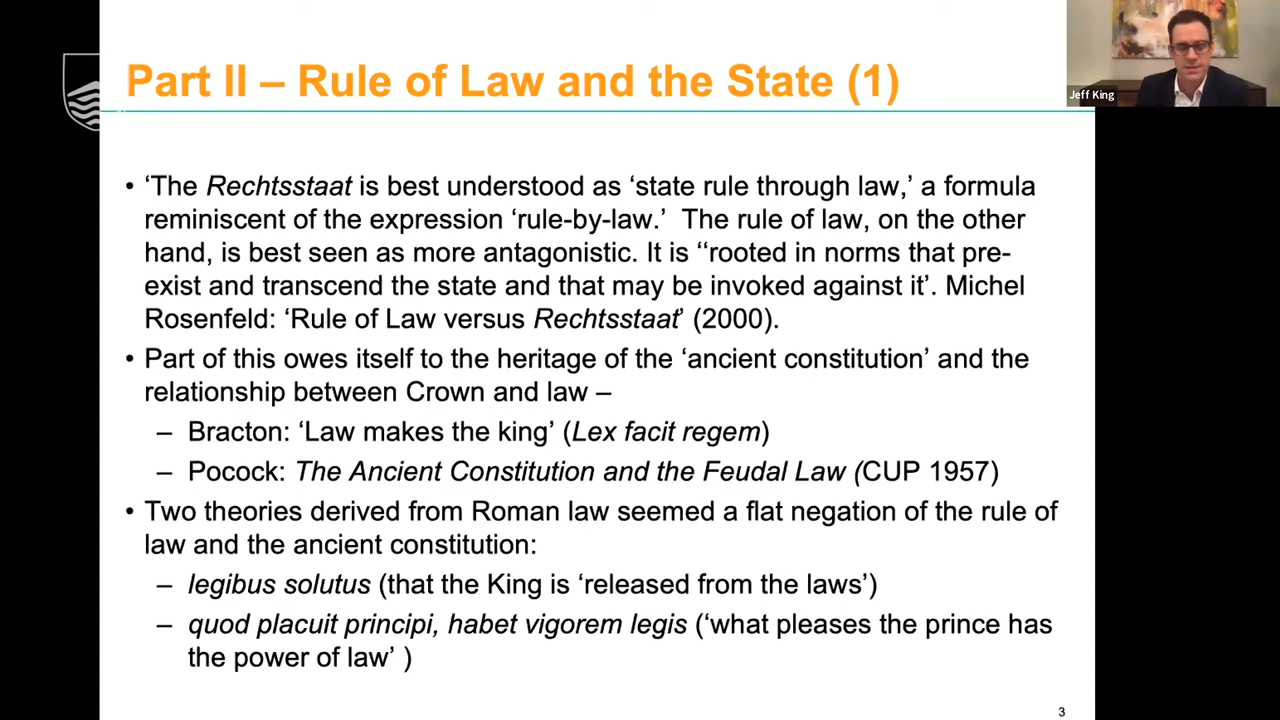 Part II – Rule of Law and the State (1)
Jeff King
• ‘The Rechtsstaat is best understood as ‘state rule through law,’ a formula
reminiscent of the expression ‘rule-by-law.’  The rule of law, on the other
hand, is best seen as more antagonistic. It is ‘‘rooted in norms that pre-
exist and transcend the state and that may be invoked against it’. Michel
Rosenfeld: ‘Rule of Law versus Rechtsstaat’ (2000).
• Part of this owes itself to the heritage of the ‘ancient constitution’ and the
relationship between Crown and law –
– Bracton: ‘Law makes the king’ (Lex facit regem)
– Pocock: The Ancient Constitution and the Feudal Law (CUP 1957)
• Two theories derived from Roman law seemed a flat negation of the rule of
law and the ancient constitution:
– legibus solutus (that the King is ‘released from the laws’)
– quod placuit principi, habet vigorem legis (‘what pleases the prince has
the power of law’ )
3